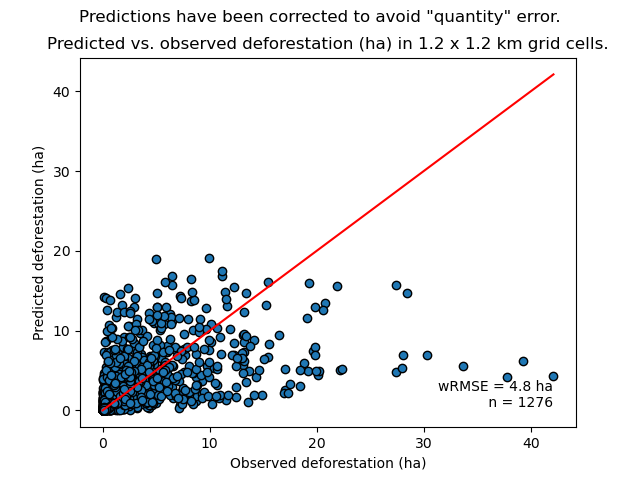 Predictions have been corrected to avoid "quantity" error.
Predicted vs. observed deforestation (ha) in 1.2 x 1.2 km grid cells.
Predicted deforestation (ha)
40
30
20
10
0
wRMSE = 4.8 ha
n = 1276
0 10 20 30 40
Observed deforestation (ha)